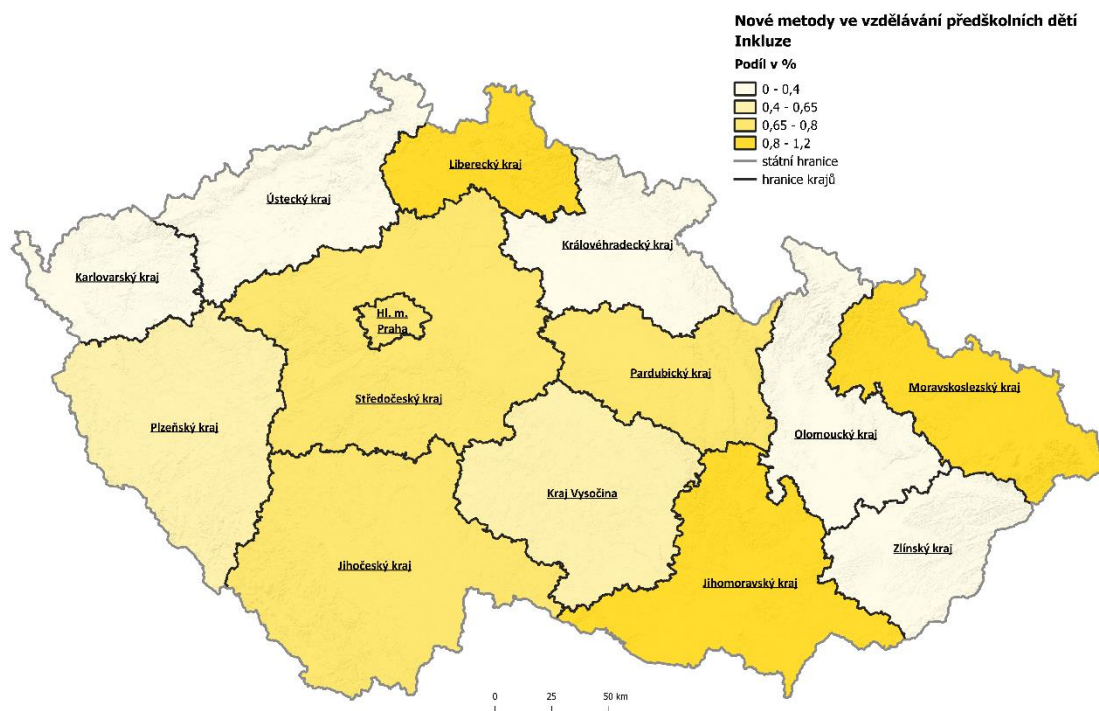 Nové metody ve vzdělávání předškolních dětí
Inkluze
Podíl v %
0 - 0,4
0,4 - 0,65
0,65 - 0,8
0,8 - 1,2
státní hranice
hranice krajů
Liberecký kraj
Ústecký kraj
Královéhradecký kraj
Karlovarský kraj
Hl. m.
Praha
Pardubický kraj
Moravskoslezský kraj
Středočeský kraj
Plzeňský kraj
Olomoucký kraj
Kraj Vysočina
Zlínský kraj
Jihočeský kraj
Jihomoravský kraj
0 25 50 km